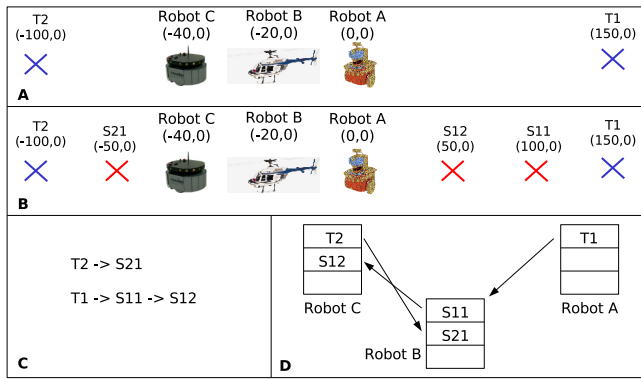 T2
(-100,0)
Robot C
(-40,0)
Robot B
(-20,0)
Robot A
(0,0)
T1
(150,0)
A
T2
(-100,0)
S21
(-50,0)
Robot C
(-40,0)
Robot B
(-20,0)
Robot A
(0,0)
S12
(50,0)
S11
(100,0)
T1
(150,0)
B
T2 -> S21
T1 -> S11 -> S12
C
T2
S12
Robot C
T1
Robot A
S11
S21
Robot B
D